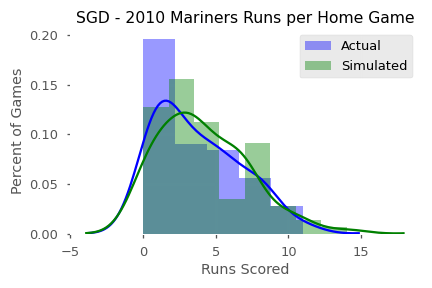 SGD - 2010 Mariners Runs per Home Game
Actual
Simulated
Percent of Games
0.20
0.15
0.10
0.05
0.00
−5
0
5
10
15
Runs Scored